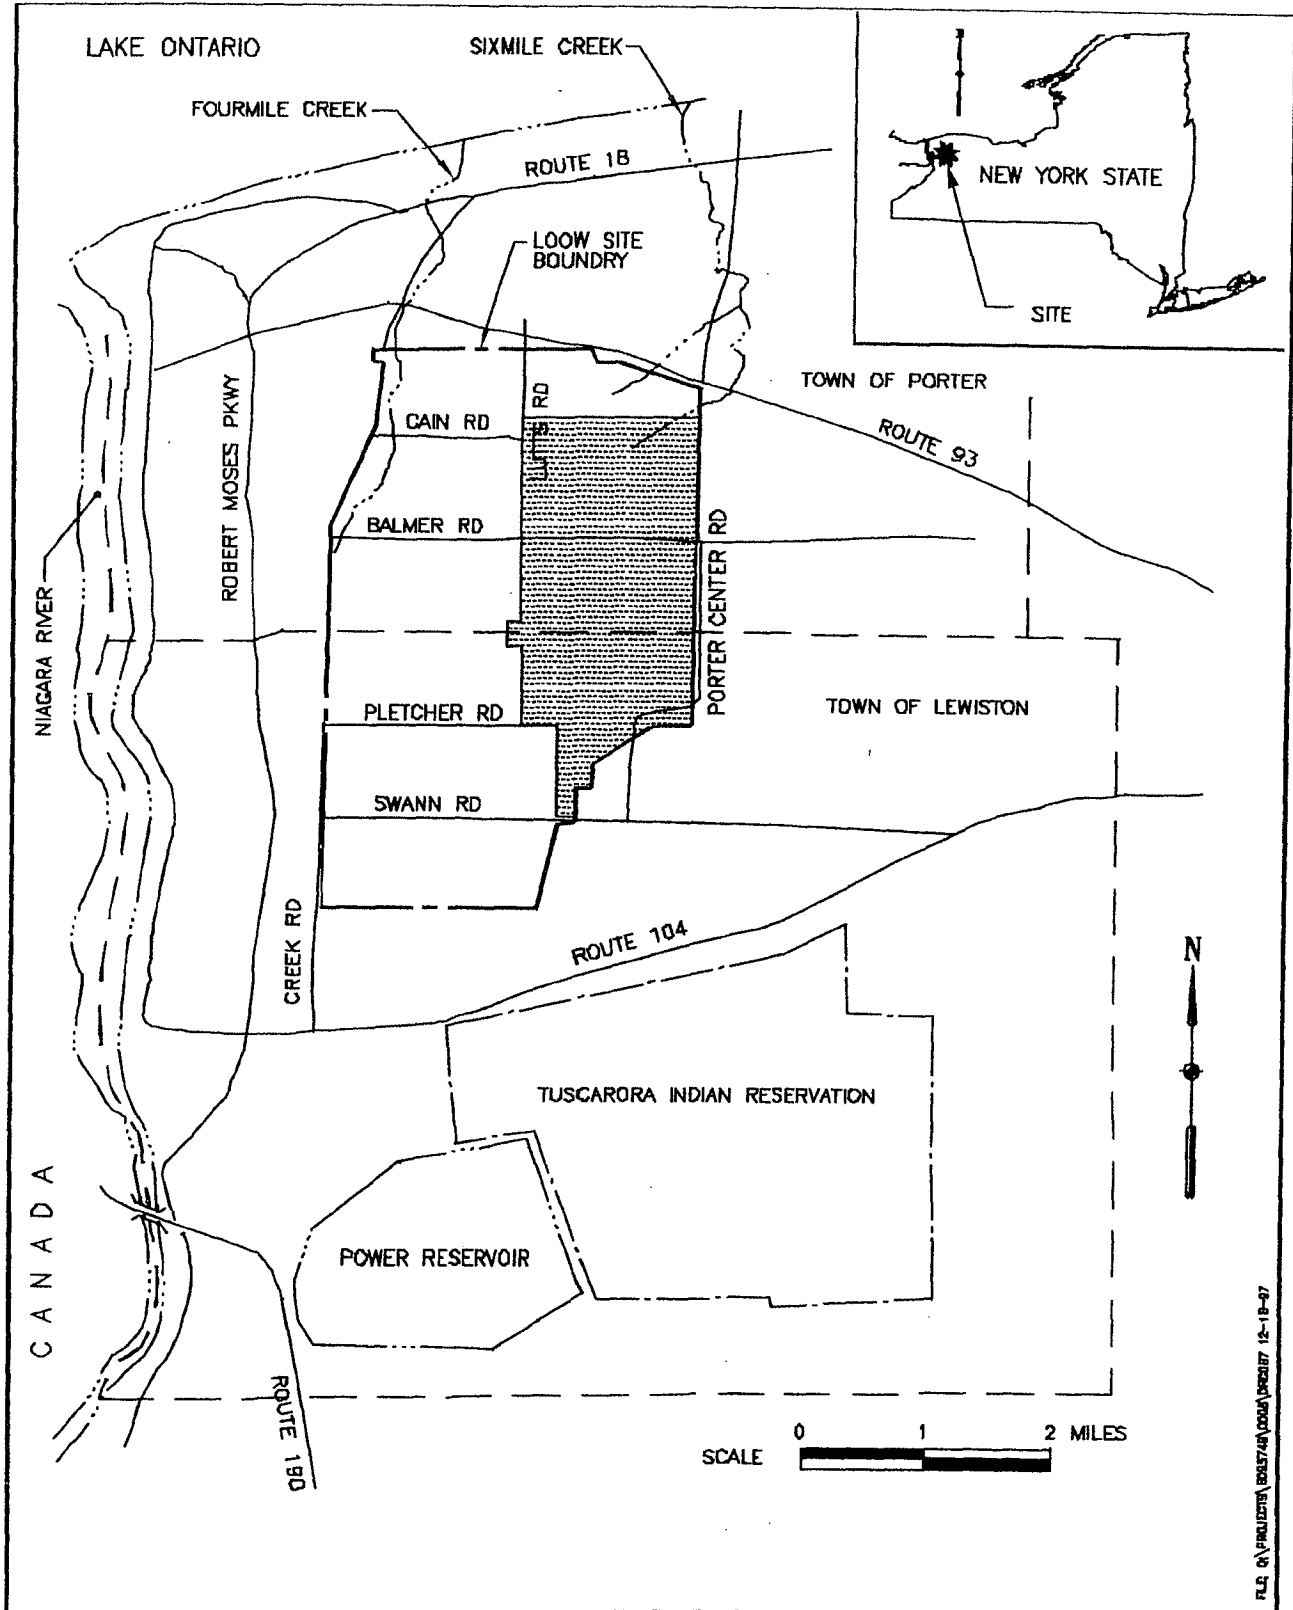 LAKE ONTARIO
SIXMILE CREEK
FOURMILE CREEK
ROUTE 18
NEW YORK STATE
SITE
LOOW SITE
BOUNDRY
TOWN OF PORTER
ROUTE 93
CAIN RD
BALMER RD
ROBERT MOSES PKWY
NIAGARA RIVER
PORTER CENTER RD
PLETCHER RD
TOWN OF LEWISTON
SWANN RD
CREEK RD
ROUTE 104
N
TUSCARORA INDIAN RESERVATION
POWER RESERVOIR
CANADA
ROUTE 190
SCALE
0 1 2 MILES